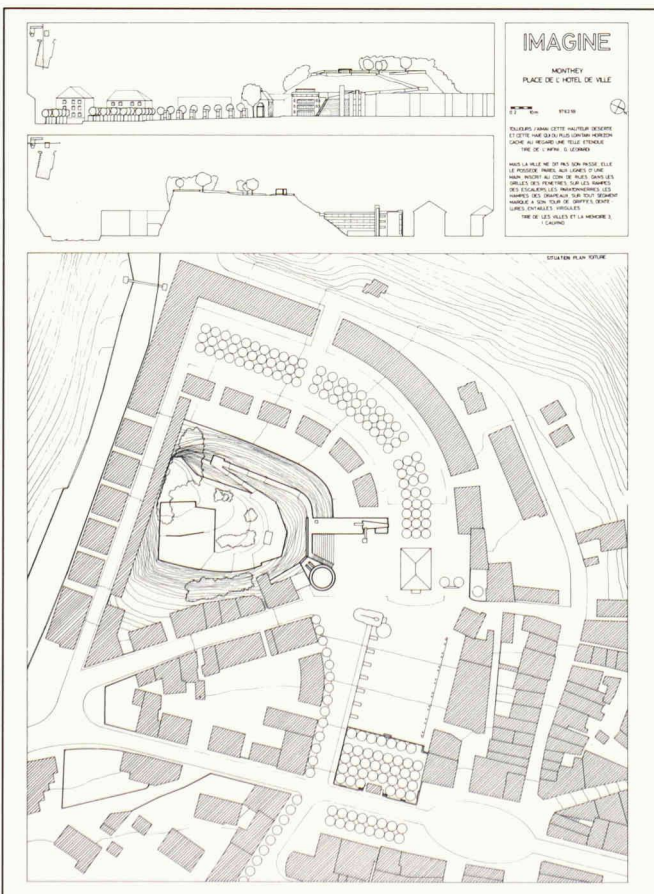 IMAGINE
MONTHEY
PLACE DE L' HOTEL DE VILLE
TOUJOURS J'AIMAI CETTE HAUTEUR DESERTE
ET CETTE HAIE QUI DU PLUS LOINTAIN HORIZON
CACHE AU REGARD UNE TELLE ETENDUE
TIRE DE L' INFINI G. LEOPARDI
MAIS LA VILLE NE DIT PAS SON PASSE, ELLE
LE POSSEDE PAREIL AUX LIGNES D' UNE
MAIN, INSCRIT AU COIN DE RUES, DANS LES
GRILLES DES FENETRES, SUR LES RAMPES
DES ESCALIERS, LES PARATONNERRES, LES
HAMPES DES DRAPEAUX, SUR TOUT SEGMENT
MARQUE A SON TOUR DE GRIFFES, DENTE
LURES, ENTAILLES, VIRGULES
TIRE DE LES VILLES ET LA MEMOIRE 3,
I CALVINO
SITUATION PLAN TOITURE